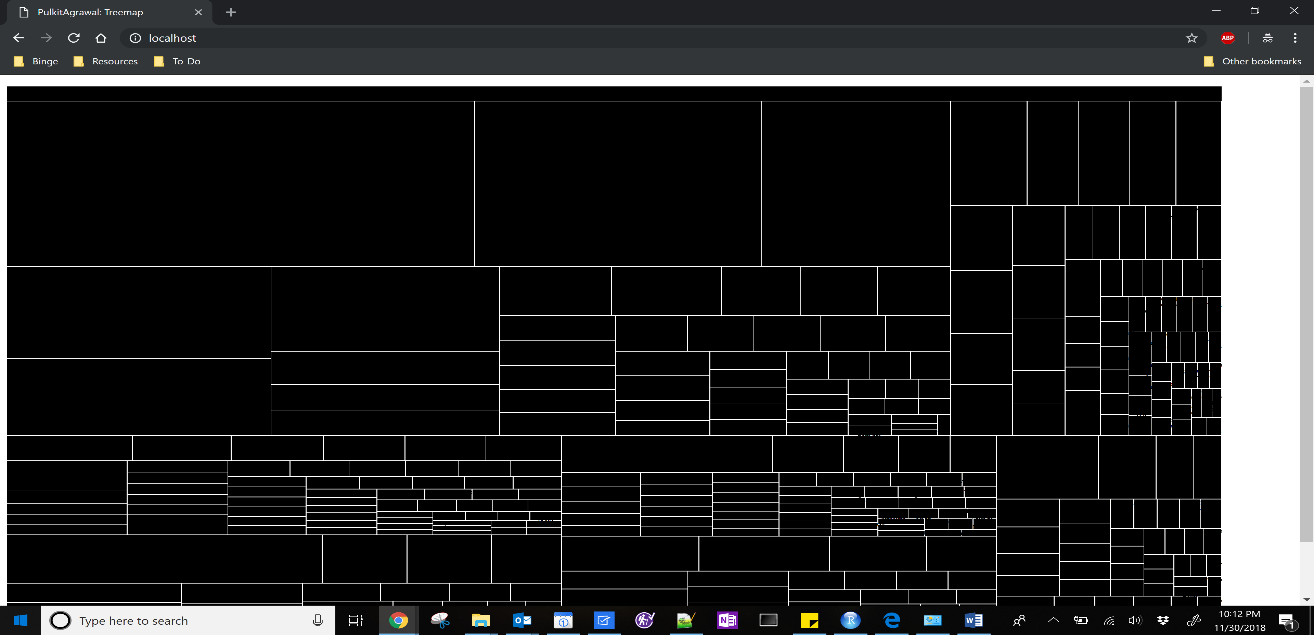 PulkitAgrawal: Treemap
localhost
ABP
Binge
Resources
To-Do
Other bookmarks
Type here to search
10:12 PM
11/30/2018